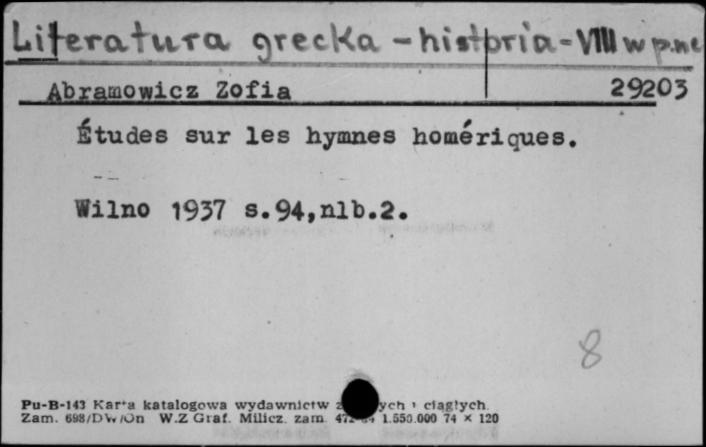 Literatura grecka - historia - VIII w p.ne
Abramowicz Zofia 29203
Études sur les hymnes homériques.
Wilno 1937 s.94,nlb.2.
8
Pu-B-143 Karta katalogowa wydawnictw ciągłych.
Zam. 698/DW/On W.Z Graf. Milicz. zam 1.550.000 74 × 120